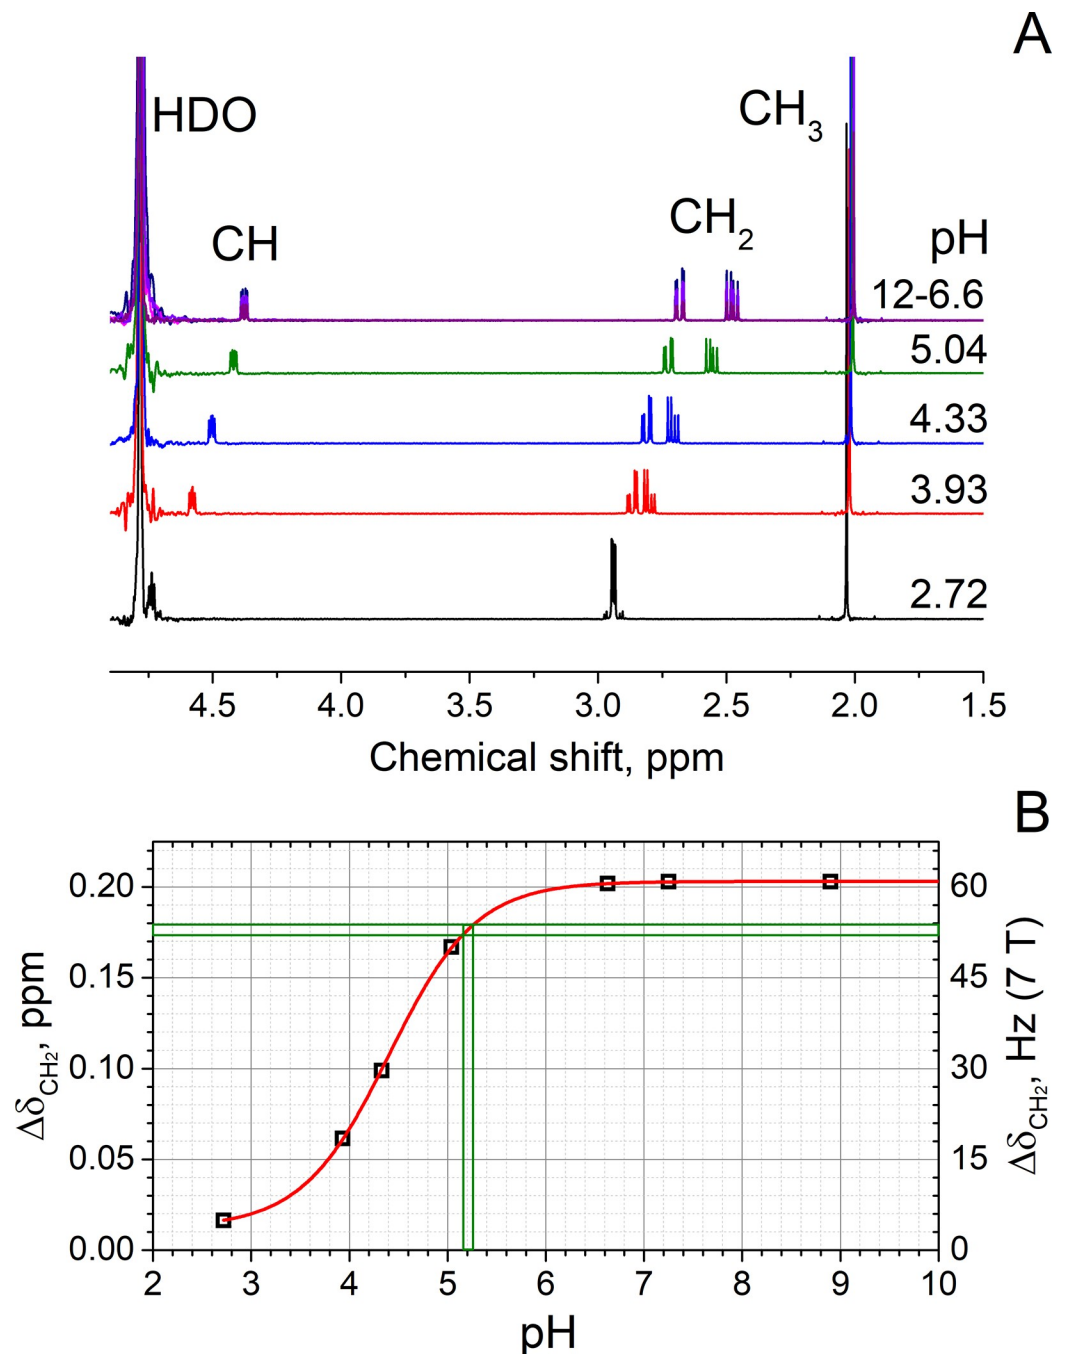 A
HDO
CH₃
CH
CH₂
pH
12-6.6
5.04
4.33
3.93
2.72
4.5 4.0 3.5 3.0 2.5 2.0 1.5
Chemical shift, ppm
B
0.20
0.15
0.10
0.05
0.00
ΔδCH₂, ppm
60
45
30
15
0
ΔδCH₂, Hz (7 T)
2 3 4 5 6 7 8 9 10
pH